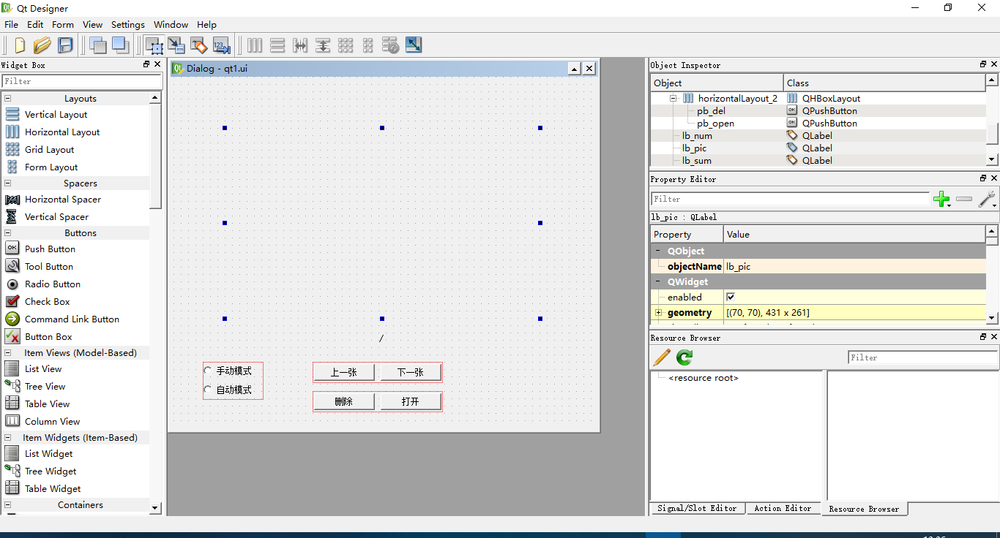 Qt Designer
File Edit Form View Settings Window Help
Widget Box
Filter
Layouts
Vertical Layout
Horizontal Layout
Grid Layout
Form Layout
Spacers
Horizontal Spacer
Vertical Spacer
Buttons
OK Push Button
Tool Button
Radio Button
Check Box
Command Link Button
Button Box
Item Views (Model-Based)
List View
Tree View
Table View
Column View
Item Widgets (Item-Based)
List Widget
Tree Widget
Table Widget
Containers
Dialog - qt1.ui
/
手动模式
自动模式
上一张 下一张
删除 打开
Object Inspector
Object Class
horizontalLayout_2 QHBoxLayout
pb_del QPushButton
pb_open QPushButton
lb_num QLabel
lb_pic QLabel
lb_sum QLabel
Property Editor
Filter
lb_pic : QLabel
Property Value
QObject
objectName lb_pic
QWidget
enabled
geometry [(70, 70), 431 x 261]
Resource Browser
Filter
<resource root>
Signal/Slot Editor Action Editor Resource Browser